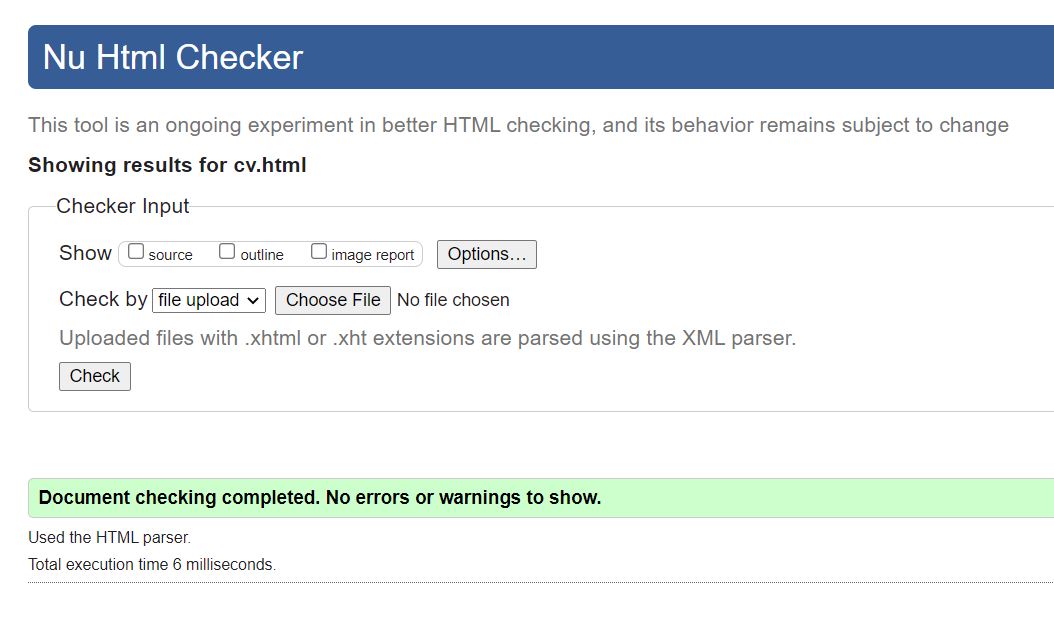 Nu Html Checker
This tool is an ongoing experiment in better HTML checking, and its behavior remains subject to change
Showing results for cv.html
Checker Input
Show source outline image report Options...
Check by file upload Choose File No file chosen
Uploaded files with .xhtml or .xht extensions are parsed using the XML parser.
Check
Document checking completed. No errors or warnings to show.
Used the HTML parser.
Total execution time 6 milliseconds.